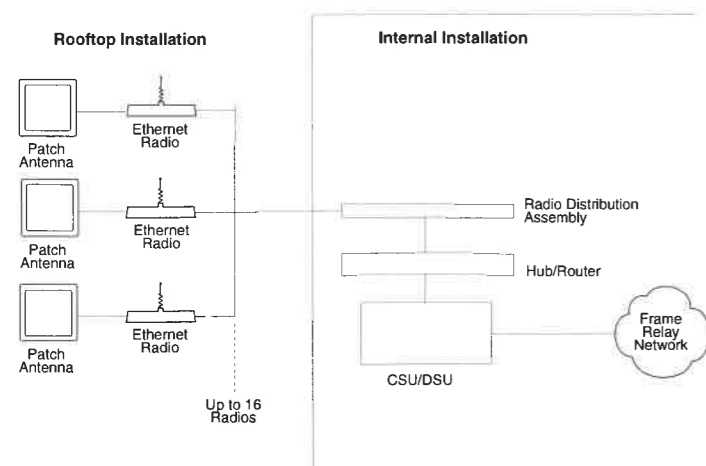 Rooftop Installation
Internal Installation
Patch
Antenna
Ethernet
Radio
Patch
Antenna
Ethernet
Radio
Patch
Antenna
Ethernet
Radio
Up to 16
Radios
Radio Distribution
Assembly
Hub/Router
CSU/DSU
Frame
Relay
Network